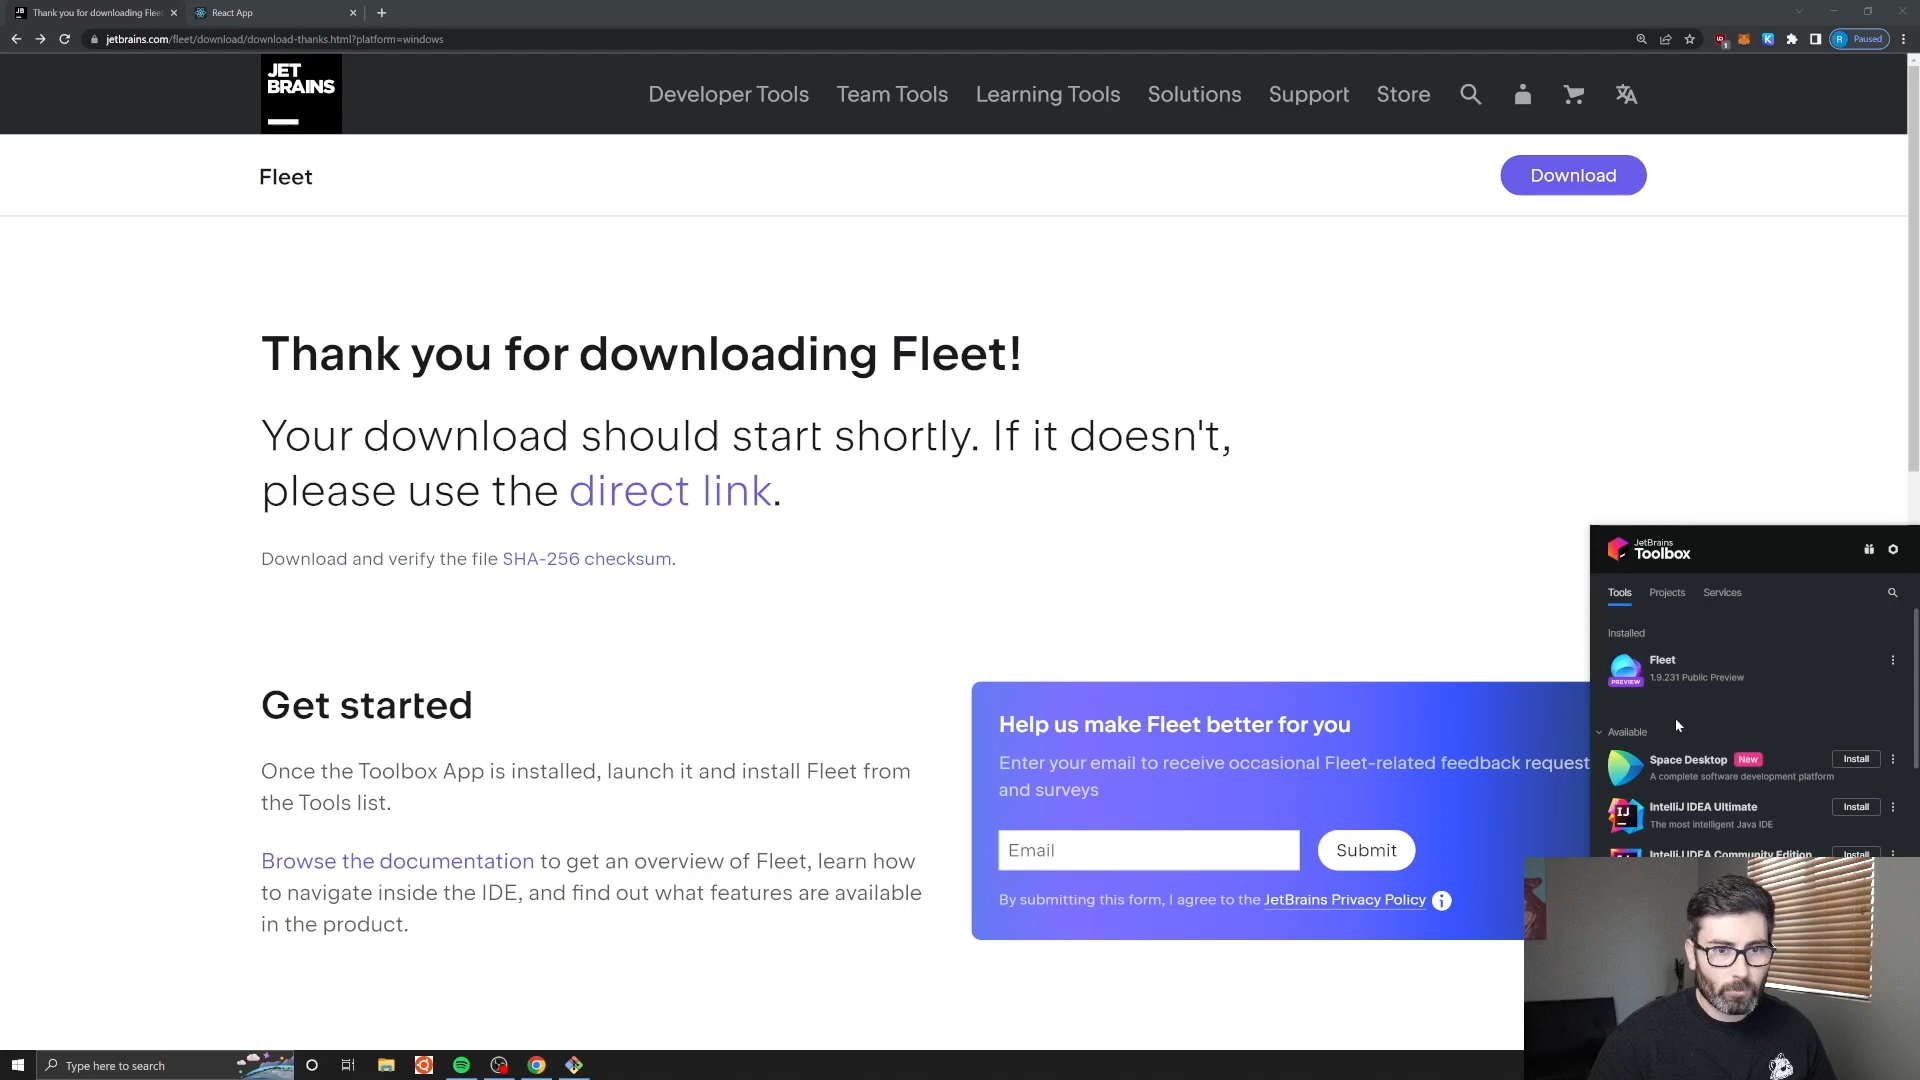 Thank you for downloading Fleet
React App
jetbrains.com/fleet/download/download-thanks.html?platform=windows
R Paused
JET
BRAINS
Developer Tools
Team Tools
Learning Tools
Solutions
Support
Store
Fleet
Download
Thank you for downloading Fleet!
Your download should start shortly. If it doesn't,
please use the direct link.
Download and verify the file SHA-256 checksum.
Get started
Once the Toolbox App is installed, launch it and install Fleet from
the Tools list.
Browse the documentation to get an overview of Fleet, learn how
to navigate inside the IDE, and find out what features are available
in the product.
Help us make Fleet better for you
Enter your email to receive occasional Fleet-related feedback request
and surveys
Email
Submit
By submitting this form, I agree to the JetBrains Privacy Policy
JetBrains
Toolbox
Tools
Projects
Services
Installed
Fleet
PREVIEW
1.9.231 Public Preview
Available
Space Desktop New
A complete software development platform
Install
IJ
IntelliJ IDEA Ultimate
The most intelligent Java IDE
Install
IntelliJ IDEA Community Edition
Install
Type here to search